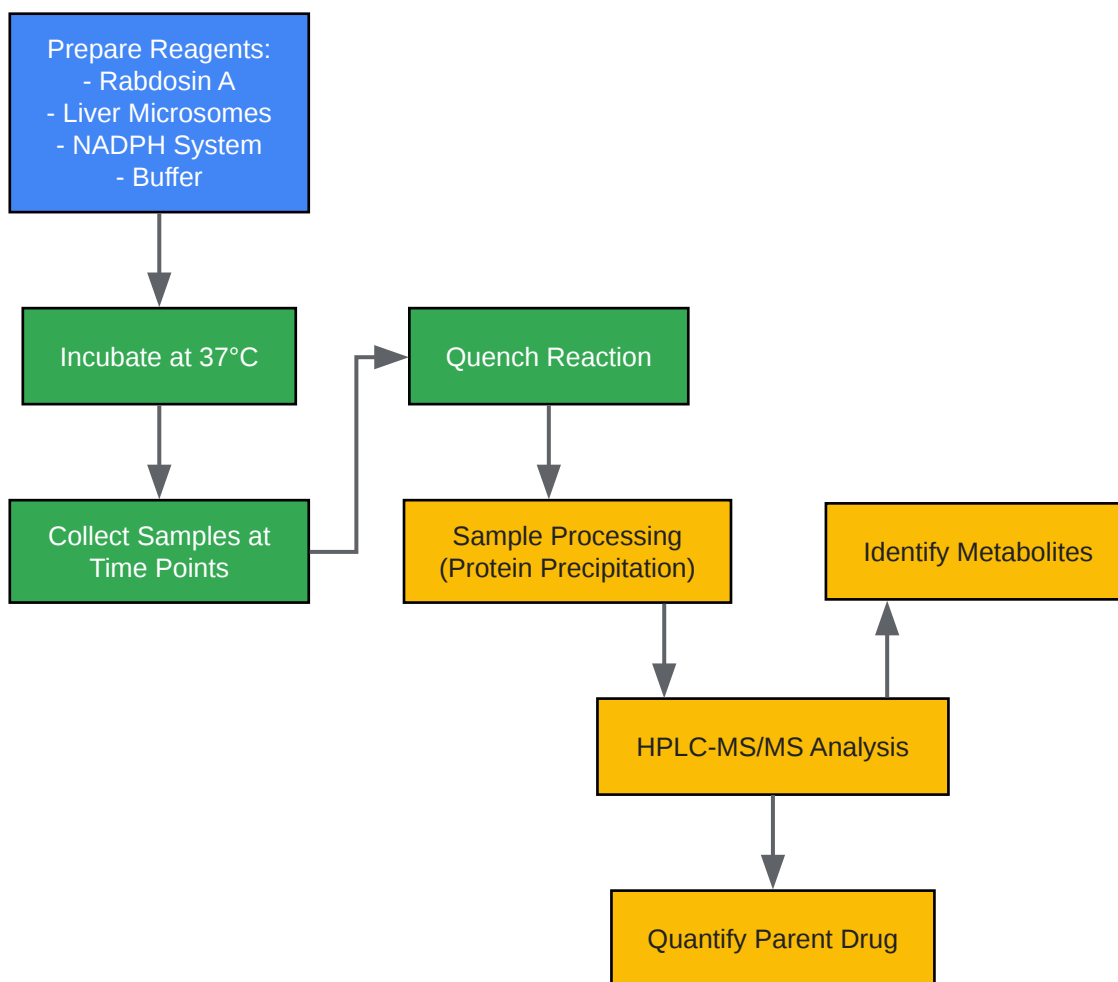 Prepare Reagents:
- Rabdosin A
- Liver Microsomes
- NADPH System
- Buffer
Incubate at 37°C
Collect Samples at
Time Points
Quench Reaction
Sample Processing
(Protein Precipitation)
HPLC-MS/MS Analysis
Identify Metabolites
Quantify Parent Drug